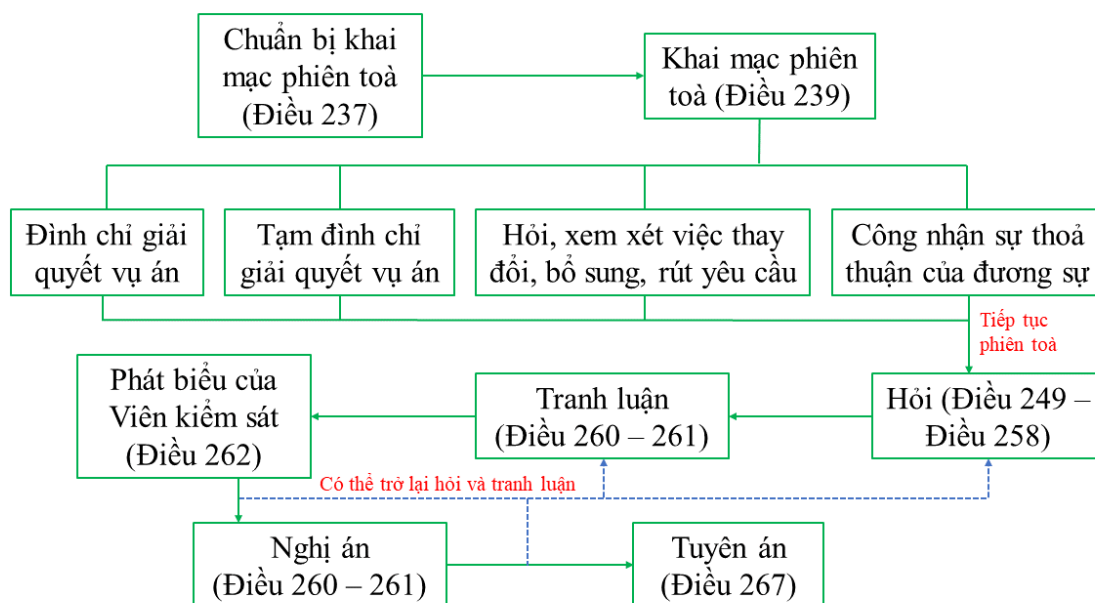 Chuẩn bị khai
mạc phiên toà
(Điều 237)
Khai mạc phiên
toà (Điều 239)
Đình chỉ giải
quyết vụ án
Tạm đình chỉ
giải quyết vụ án
Hỏi, xem xét việc thay
đổi, bổ sung, rút yêu cầu
Công nhận sự thoả
thuận của đương sự
Tiếp tục
phiên toà
Phát biểu của
Viên kiểm sát
(Điều 262)
Tranh luận
(Điều 260 – 261)
Hỏi (Điều 249 –
Điều 258)
Có thể trở lại hỏi và tranh luận
Nghị án
(Điều 260 – 261)
Tuyên án
(Điều 267)